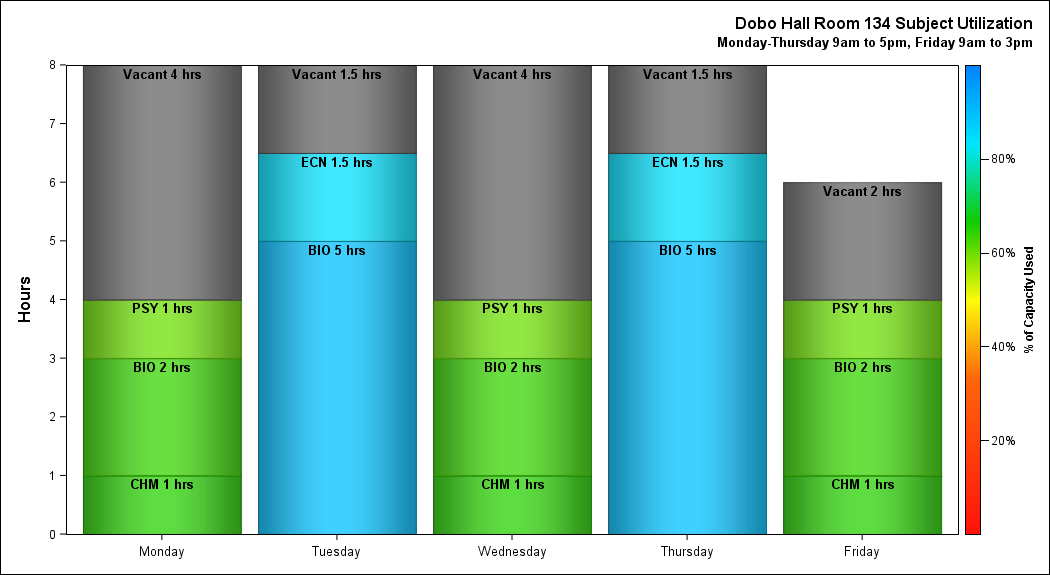 Dobo Hall Room 134 Subject Utilization
Monday-Thursday 9am to 5pm, Friday 9am to 3pm
Hours
8
7
6
5
4
3
2
1
0
Vacant 4 hrs
PSY 1 hrs
BIO 2 hrs
CHM 1 hrs
Monday
Vacant 1.5 hrs
ECN 1.5 hrs
BIO 5 hrs
Tuesday
Vacant 4 hrs
PSY 1 hrs
BIO 2 hrs
CHM 1 hrs
Wednesday
Vacant 1.5 hrs
ECN 1.5 hrs
BIO 5 hrs
Thursday
Vacant 2 hrs
PSY 1 hrs
BIO 2 hrs
CHM 1 hrs
Friday
80%
60%
40%
20%
% of Capacity Used